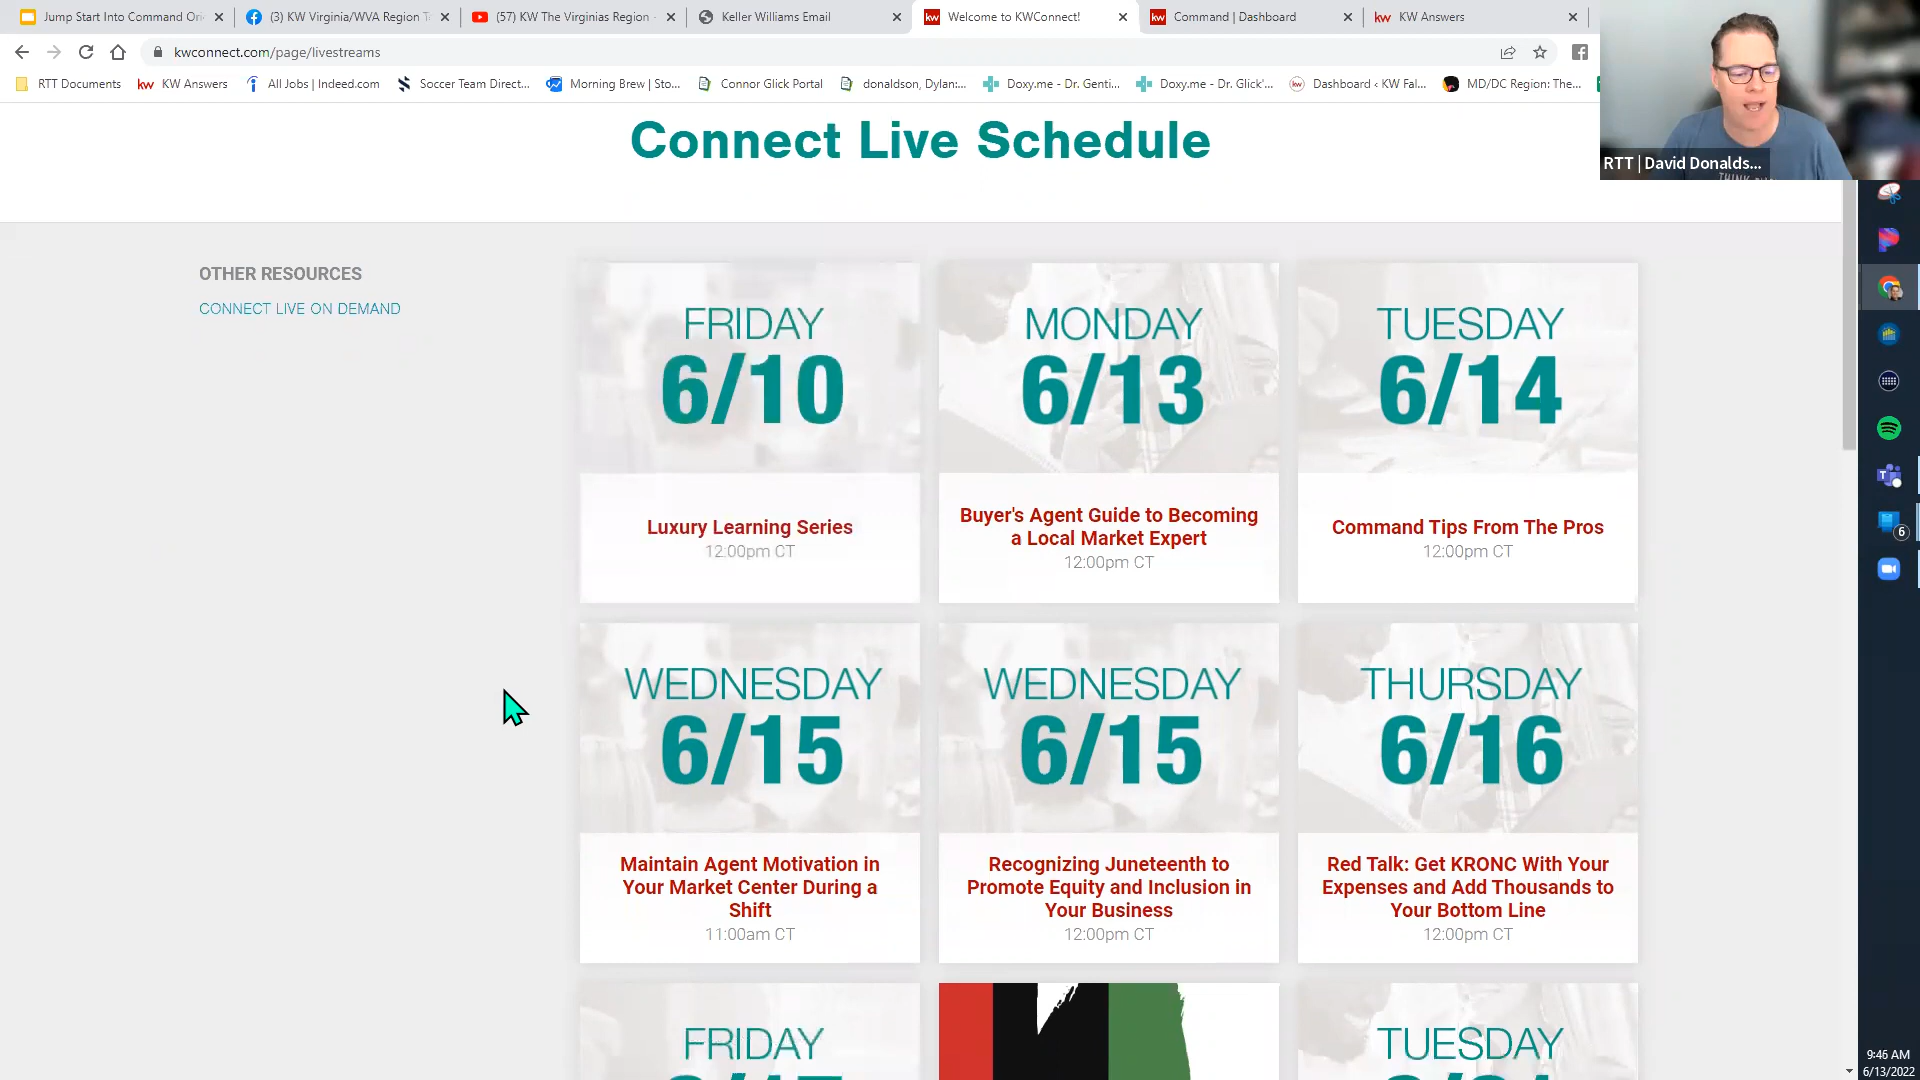 Jump Start Into Command Ori
(3) KW Virginia/WVA Region T
(57) KW The Virginias Region -
Keller Williams Email
Welcome to KWConnect!
Command | Dashboard
KW Answers
kwconnect.com/page/livestreams
RTT Documents
KW Answers
All Jobs | Indeed.com
Soccer Team Direct...
Morning Brew | Sto...
Connor Glick Portal
donaldson, Dylan:...
Doxy.me - Dr. Genti...
Doxy.me - Dr. Glick'...
Dashboard ‹ KW Fal...
MD/DC Region: The...
RTT | David Donalds...
Connect Live Schedule
OTHER RESOURCES
CONNECT LIVE ON DEMAND
FRIDAY
6/10
Luxury Learning Series
12:00pm CT
MONDAY
6/13
Buyer's Agent Guide to Becoming
a Local Market Expert
12:00pm CT
TUESDAY
6/14
Command Tips From The Pros
12:00pm CT
WEDNESDAY
6/15
Maintain Agent Motivation in
Your Market Center During a
Shift
11:00am CT
WEDNESDAY
6/15
Recognizing Juneteenth to
Promote Equity and Inclusion in
Your Business
12:00pm CT
THURSDAY
6/16
Red Talk: Get KRONC With Your
Expenses and Add Thousands to
Your Bottom Line
12:00pm CT
FRIDAY
TUESDAY
6
9:46 AM
6/13/2022